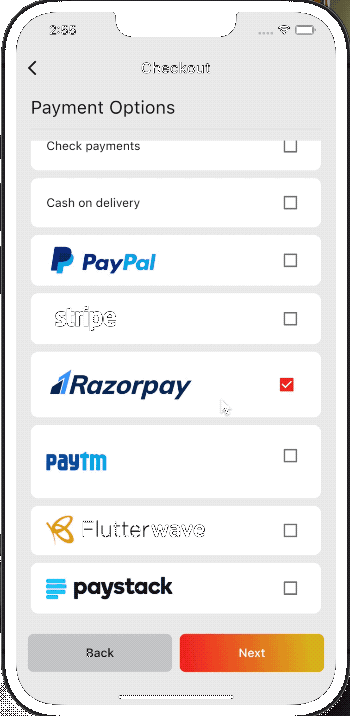 2:55
Checkout
Payment Options
Check payments
Cash on delivery
PayPal
stripe
Razorpay
paytm
Flutterwave
paystack
Back
Next